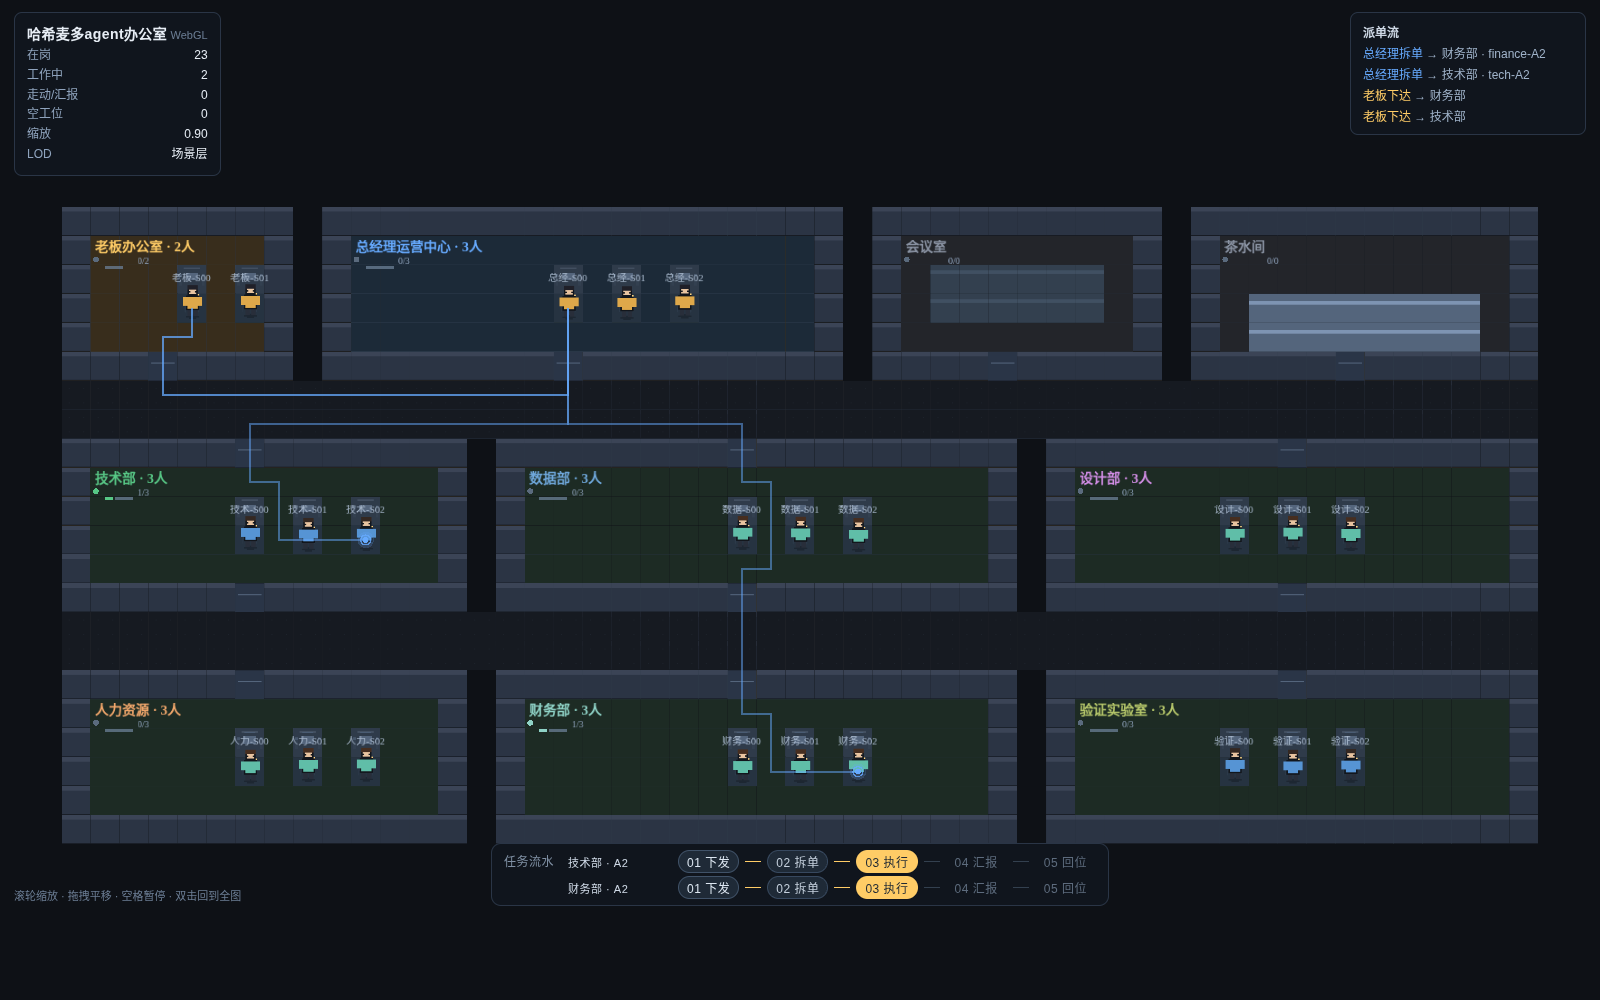 哈希麦多agent办公室 WebGL
在岗 23
工作中 2
走动/汇报 0
空工位 0
缩放 0.90
LOD 场景层
派单流
总经理拆单 → 财务部 · finance-A2
总经理拆单 → 技术部 · tech-A2
老板下达 → 财务部
老板下达 → 技术部
老板办公室 · 2人
0/2
老板-S00 老板-S01
总经理运营中心 · 3人
0/3
总经-S00 总经-S01 总经-S02
会议室
0/0
茶水间
0/0
技术部 · 3人
1/3
技术-S00 技术-S01 技术-S02
数据部 · 3人
0/3
数据-S00 数据-S01 数据-S02
设计部 · 3人
0/3
设计-S00 设计-S01 设计-S02
人力资源 · 3人
0/3
人力-S00 人力-S01 人力-S02
财务部 · 3人
1/3
财务-S00 财务-S01 财务-S02
验证实验室 · 3人
0/3
验证-S00 验证-S01 验证-S02
任务流水 技术部 · A2 01 下发 02 拆单 03 执行 04 汇报 05 回位
财务部 · A2 01 下发 02 拆单 03 执行 04 汇报 05 回位
滚轮缩放 · 拖拽平移 · 空格暂停 · 双击回到全图